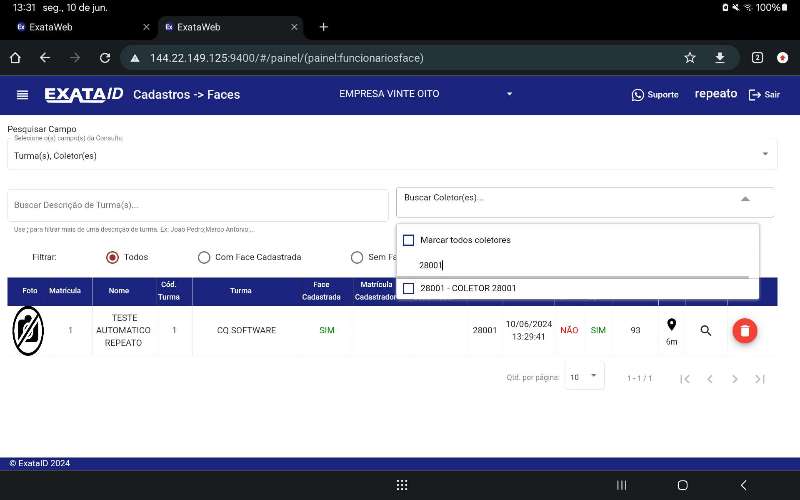 13:31 seg., 10 de jun.
100%
ExataWeb
ExataWeb
144.22.149.125:9400/#/painel/(painel:funcionariosface)
2
EXATAID
Cadastros -> Faces
EMPRESA VINTE OITO
Suporte
repeato
Sair
Pesquisar Campo
Selecione o(s) campo(s) da Consulta
Turma(s), Coletor(es)
Buscar Descrição de Turma(s)...
Buscar Coletor(es)...
Use ; para filtrar mais de uma descrição de turma. Ex: Joao Pedro;Marco Antonio...
Marcar todos coletores
28001
28001 - COLETOR 28001
Filtrar:
Todos
Com Face Cadastrada
Sem Fa
Foto
Matrícula
Nome
Cód. Turma
Turma
Face Cadastrada
Matrícula Cadastrador
1
TESTE
AUTOMATICO
REPEATO
1
CQ.SOFTWARE
SIM
28001
10/06/2024
13:29:41
NÃO
SIM
93
6m
Qtd. por página:
10
1 - 1 / 1
© ExataID 2024